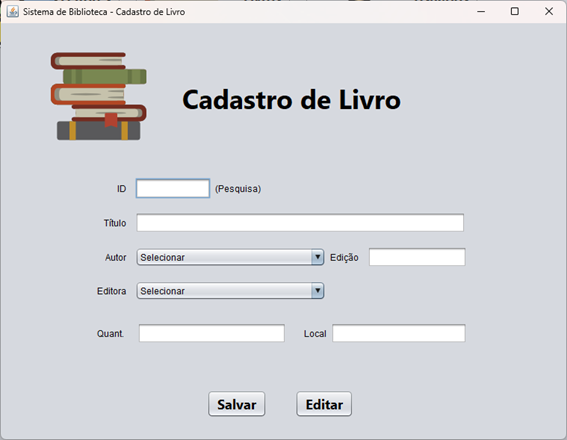 Sistema de Biblioteca - Cadastro de Livro
Cadastro de Livro
ID (Pesquisa)
Título
Autor Selecionar Edição
Editora Selecionar
Quant. Local
Salvar Editar